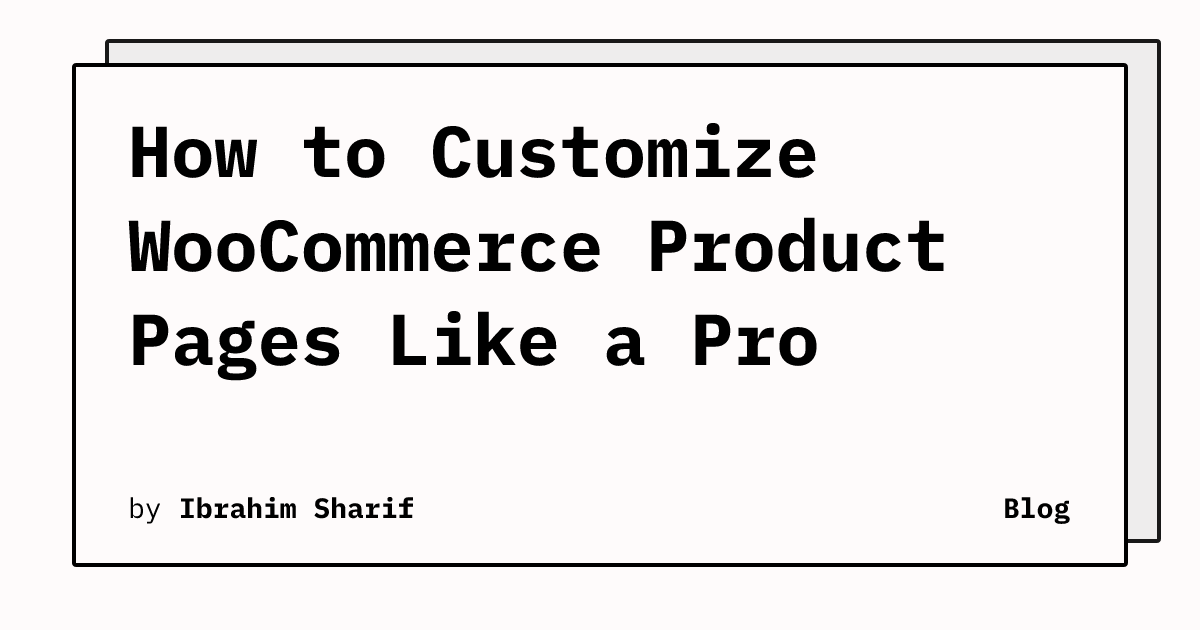 How to Customize
WooCommerce Product
Pages Like a Pro
by Ibrahim Sharif
Blog